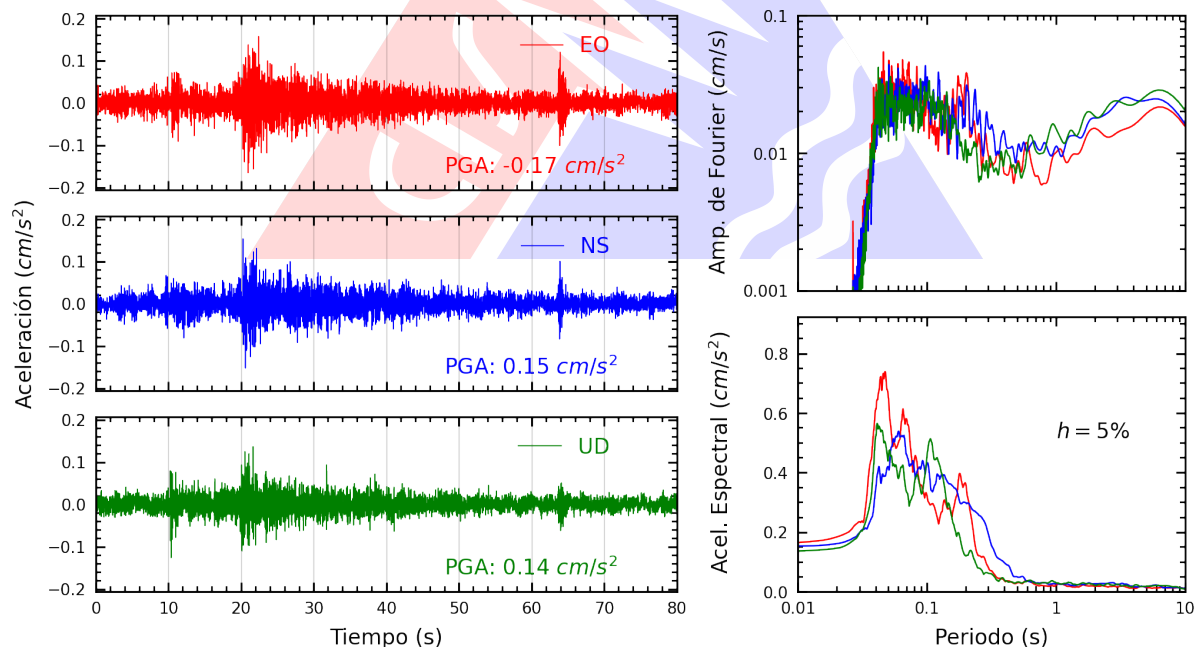 Aceleración (cm/s²)
0.2
0.1
0.0
−0.1
−0.2
EO
PGA: -0.17 cm/s²
0.2
0.1
0.0
−0.1
−0.2
NS
PGA: 0.15 cm/s²
0.2
0.1
0.0
−0.1
−0.2
UD
PGA: 0.14 cm/s²
0 10 20 30 40 50 60 70 80
Tiempo (s)
Amp. de Fourier (cm/s)
0.1
0.01
0.001
Acel. Espectral (cm/s²)
0.8
0.6
0.4
0.2
0.0
h = 5%
0.01 0.1 1 10
Periodo (s)